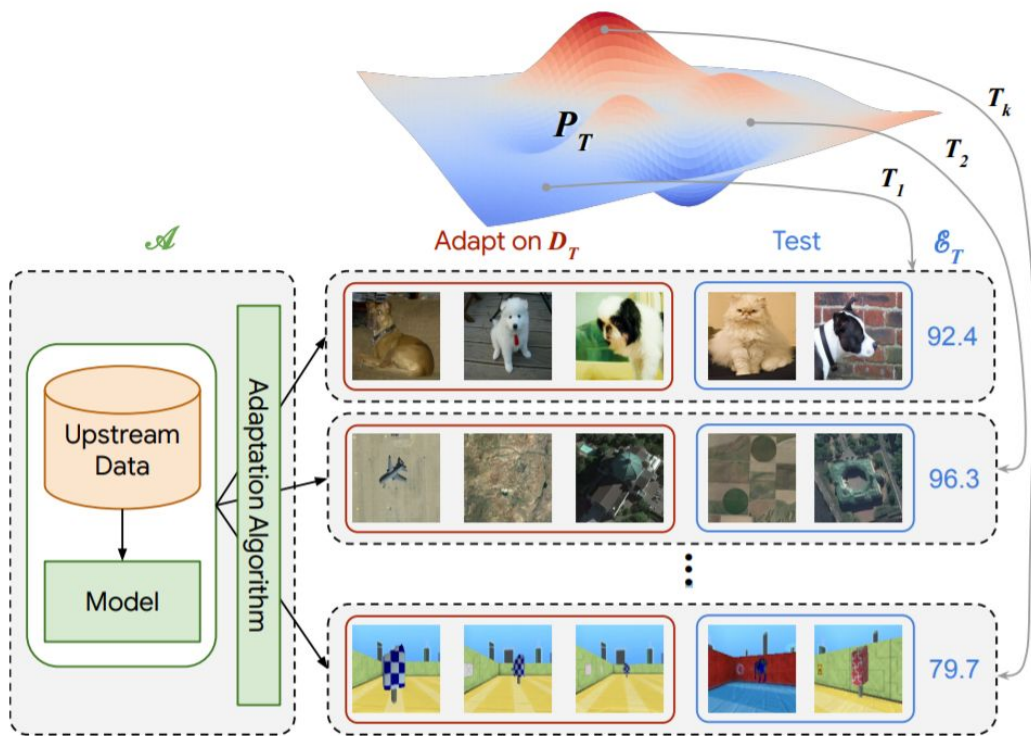 P_T
T_k
T_2
T_1
𝒜
Adapt on D_T
Test
ℰ_T
Upstream
Data
Model
Adaptation Algorithm
92.4
96.3
⋮
79.7